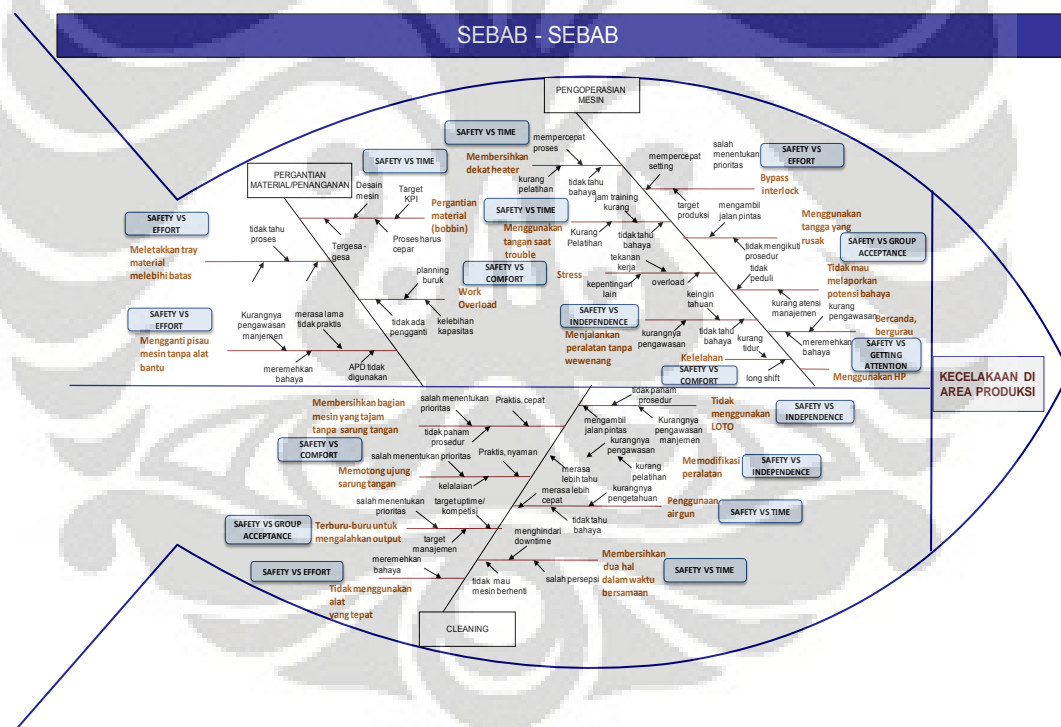 SEBAB - SEBAB
PENGOPERASIAN
MESIN
SAFETY VS TIME
mempercepat
proses
Membersihkan
dekat heater
kurang
pelatihan
tidak tahu
bahaya
mempercepat
setting
salah
menentukan
prioritas
SAFETY VS
EFFORT
Bypass
interlock
target
produksi
PERGANTIAN
MATERIAL/PENANGANAN
SAFETY VS TIME
Desain
mesin
Target
KPI
Pergantian
material
(bobbin)
Tergesa -
gesa
Proses harus
cepar
SAFETY VS TIME
jam training
kurang
Menggunakan
tangan saat
trouble
Kurang
Pelatihan
tidak tahu
bahaya
mengambil
jalan pintas
Menggunakan
tangga yang
rusak
tidak mengikuti
prosedur
SAFETY VS
EFFORT
tidak tahu
proses
Meletakkan tray
material
melebihi batas
SAFETY VS
COMFORT
planning
buruk
Work
Overload
tidak ada
pengganti
kelebihan
kapasitas
tekanan
kerja
Stress
kepentingan
lain
overload
SAFETY VS GROUP
ACCEPTANCE
tidak
peduli
Tidak mau
melaporkan
potensi bahaya
kurang atensi
manajemen
SAFETY VS
EFFORT
Kurangnya
pengawasan
manjemen
merasa lama
tidak praktis
Mengganti pisau
mesin tanpa alat
bantu
meremehkan
bahaya
APD tidak
digunakan
SAFETY VS
INDEPENDENCE
keingin
tahuan
Menjalankan
peralatan tanpa
wewenang
kurangnya
pengawasan
tidak tahu
bahaya
kurang
pengawasan
Bercanda,
bergurau
meremehkan
bahaya
SAFETY VS
GETTING
ATTENTION
kurang
tidur
Kelelahan
long shift
SAFETY VS
COMFORT
Menggunakan HP
KECELAKAAN DI
AREA PRODUKSI
Membersihkan bagian
mesin yang tajam
tanpa sarung tangan
salah menentukan
prioritas
Praktis, cepat
tidak paham
prosedur
tidak paham
prosedur
Tidak
menggunakan
LOTO
SAFETY VS
INDEPENDENCE
mengambil
jalan pintas
Kurangnya
pengawasan
manjemen
SAFETY VS
COMFORT
salah menentukan prioritas
Praktis, nyaman
Memotong ujung
sarung tangan
kelalaian
kurangnya
pengawasan
merasa
lebih tahu
kurang
pelatihan
Memodifikasi
peralatan
SAFETY VS
INDEPENDENCE
salah menentukan
prioritas
target uptime/
kompetisi
SAFETY VS GROUP
ACCEPTANCE
Terburu-buru untuk
mengalahkan output
target
manajemen
merasa lebih
cepat
kurangnya
pengetahuan
Penggunaan
air gun
tidak tahu
bahaya
SAFETY VS TIME
SAFETY VS EFFORT
meremehkan
bahaya
Tidak menggunakan
alat
yang tepat
menghindari
downtime
Membersihkan
dua hal
dalam waktu
bersamaan
tidak mau
mesin berhenti
salah persepsi
SAFETY VS TIME
CLEANING